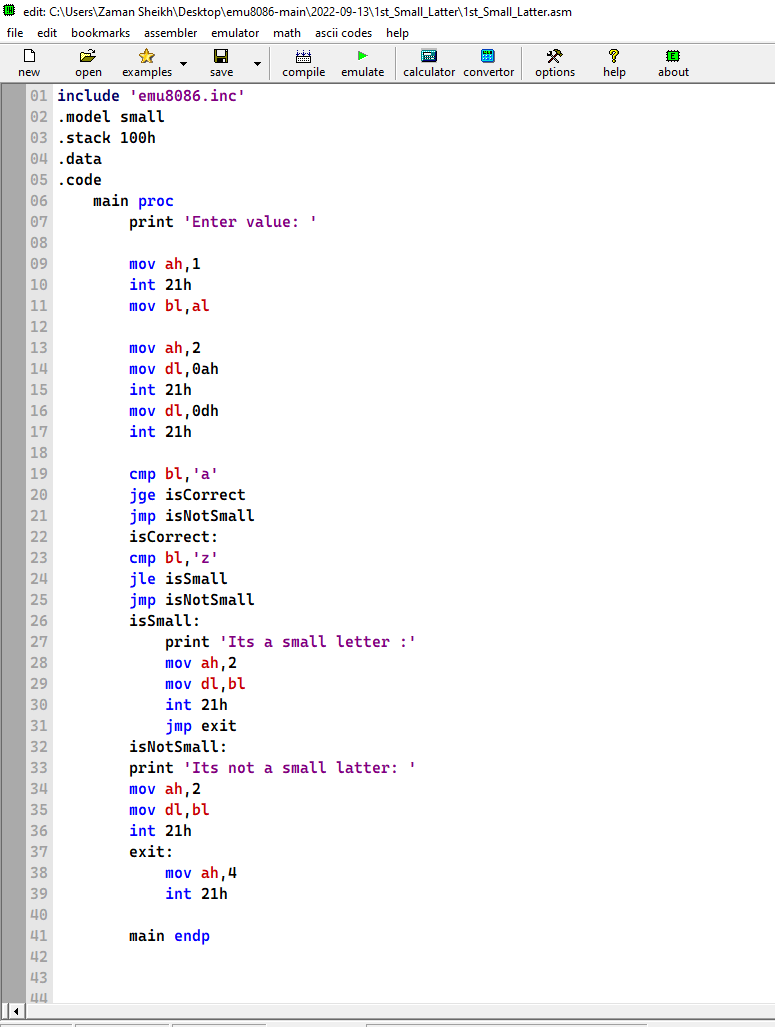 edit: C:\Users\Zaman Sheikh\Desktop\emu8086-main\2022-09-13\1st_Small_Latter\1st_Small_Latter.asm
file edit bookmarks assembler emulator math ascii codes help
new open examples save compile emulate calculator convertor options help about
01 include 'emu8086.inc'
02 .model small
03 .stack 100h
04 .data
05 .code
06 main proc
07 print 'Enter value: '
08
09 mov ah,1
10 int 21h
11 mov bl,al
12
13 mov ah,2
14 mov dl,0ah
15 int 21h
16 mov dl,0dh
17 int 21h
18
19 cmp bl,'a'
20 jge isCorrect
21 jmp isNotSmall
22 isCorrect:
23 cmp bl,'z'
24 jle isSmall
25 jmp isNotSmall
26 isSmall:
27 print 'Its a small letter :'
28 mov ah,2
29 mov dl,bl
30 int 21h
31 jmp exit
32 isNotSmall:
33 print 'Its not a small latter: '
34 mov ah,2
35 mov dl,bl
36 int 21h
37 exit:
38 mov ah,4
39 int 21h
40
41 main endp
42
43
44